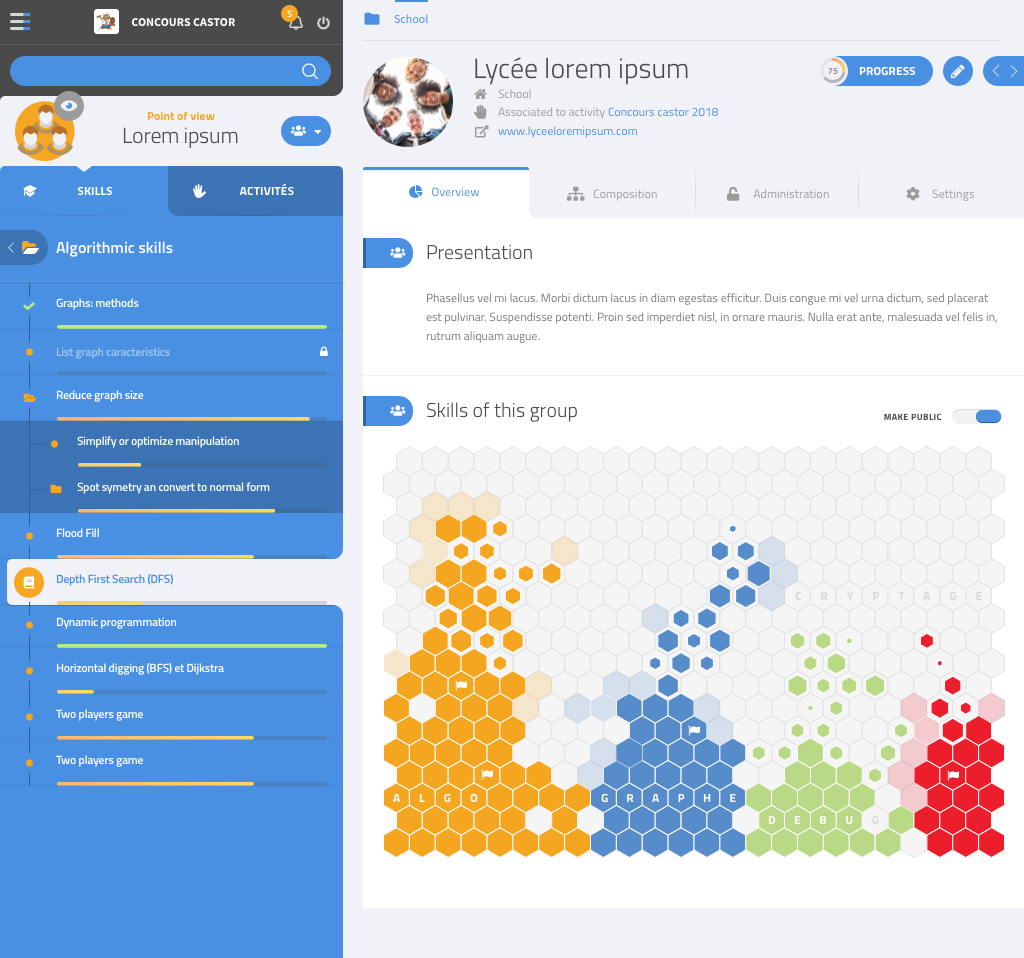 CONCOURS CASTOR
5
Point of view
Lorem ipsum
SKILLS
ACTIVITÉS
Algorithmic skills
Graphs: methods
List graph caracteristics
Reduce graph size
Simplify or optimize manipulation
Spot symetry an convert to normal form
Flood Fill
Depth First Search (DFS)
Dynamic programmation
Horizontal digging (BFS) et Dijkstra
Two players game
Two players game
School
Lycée lorem ipsum
School
Associated to activity Concours castor 2018
www.lyceeloremipsum.com
75
PROGRESS
Overview
Composition
Administration
Settings
Presentation
Phasellus vel mi lacus. Morbi dictum lacus in diam egestas efficitur. Duis congue mi vel urna dictum, sed placerat
est pulvinar. Suspendisse potenti. Proin sed imperdiet nisl, in ornare mauris. Nulla erat ante, malesuada vel felis in,
rutrum aliquam augue.
Skills of this group
MAKE PUBLIC
CRYPTAGE
ALGO
GRAPHE
DEBUG